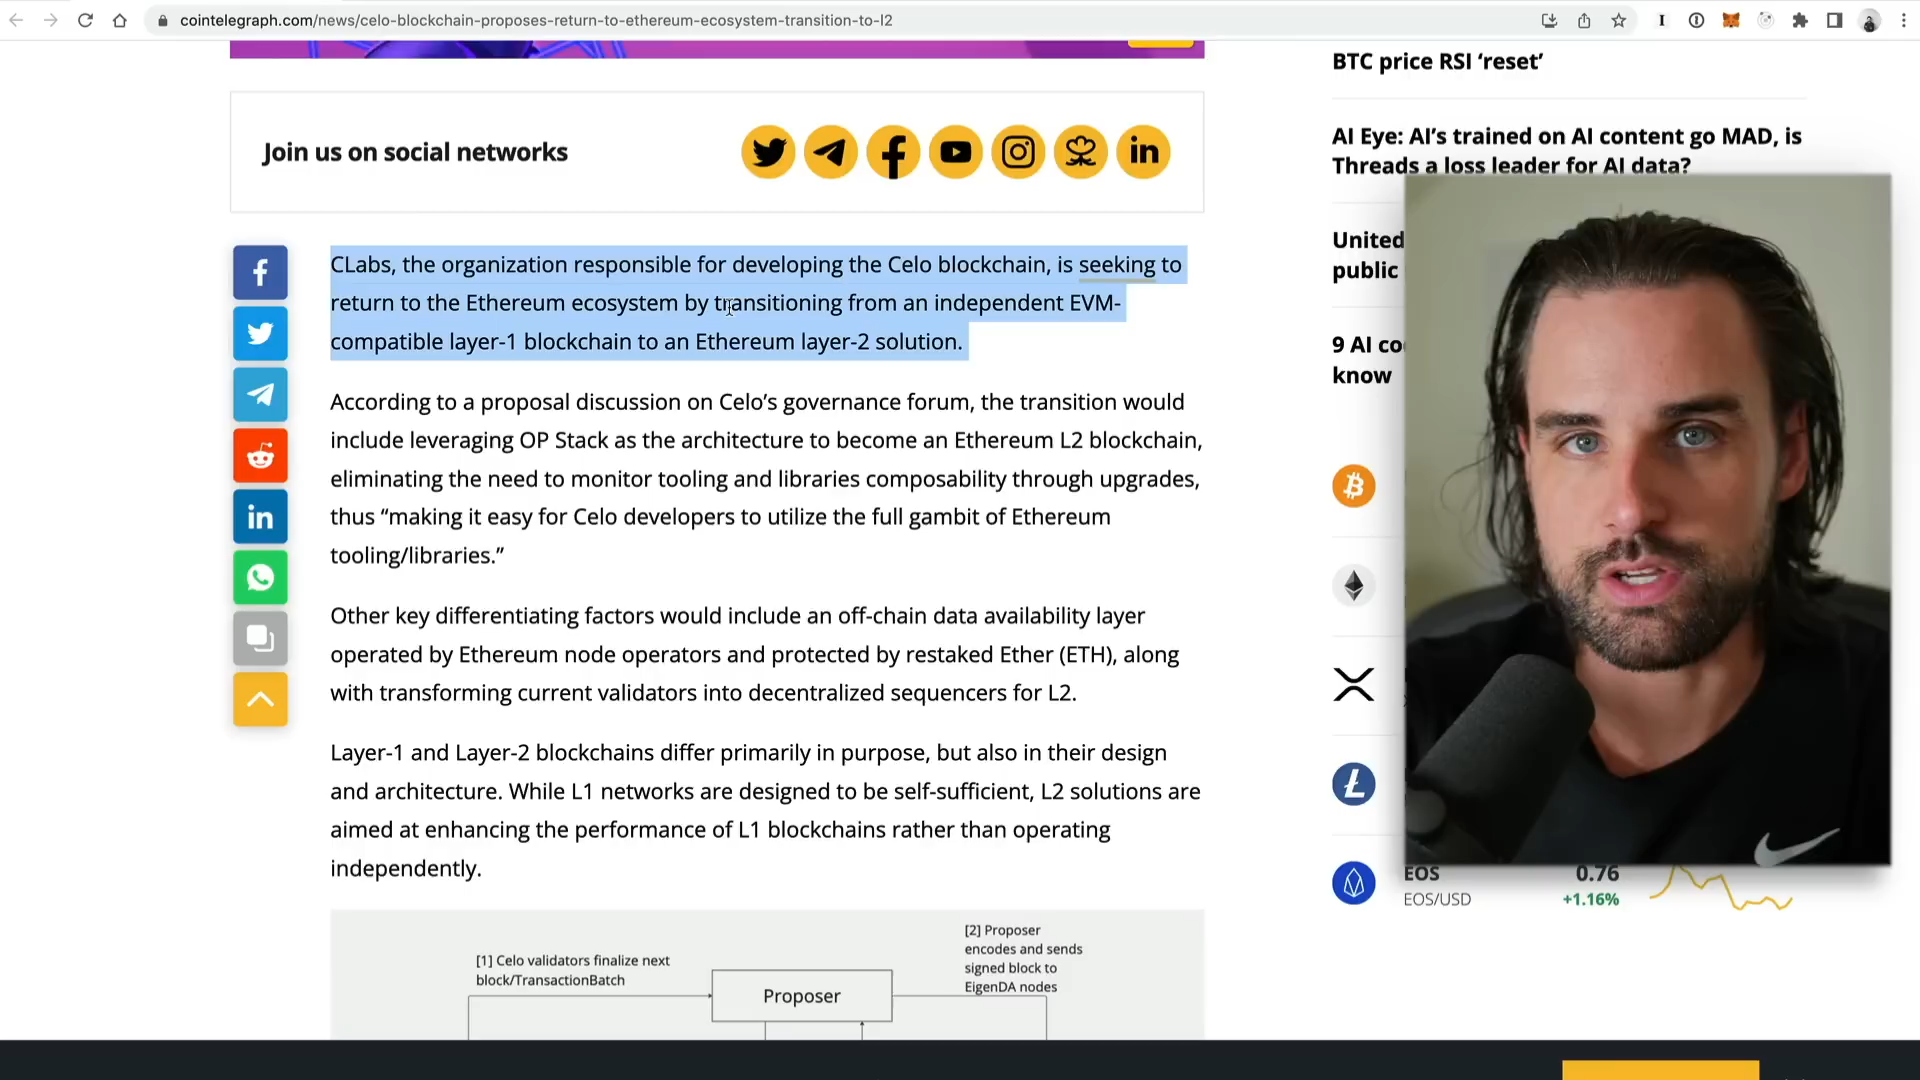 cointelegraph.com/news/celo-blockchain-proposes-return-to-ethereum-ecosystem-transition-to-l2
Join us on social networks
CLabs, the organization responsible for developing the Celo blockchain, is seeking to
return to the Ethereum ecosystem by transitioning from an independent EVM-
compatible layer-1 blockchain to an Ethereum layer-2 solution.
According to a proposal discussion on Celo’s governance forum, the transition would
include leveraging OP Stack as the architecture to become an Ethereum L2 blockchain,
eliminating the need to monitor tooling and libraries composability through upgrades,
thus “making it easy for Celo developers to utilize the full gambit of Ethereum
tooling/libraries.”
Other key differentiating factors would include an off-chain data availability layer
operated by Ethereum node operators and protected by restaked Ether (ETH), along
with transforming current validators into decentralized sequencers for L2.
Layer-1 and Layer-2 blockchains differ primarily in purpose, but also in their design
and architecture. While L1 networks are designed to be self-sufficient, L2 solutions are
aimed at enhancing the performance of L1 blockchains rather than operating
independently.
[1] Celo validators finalize next
block/TransactionBatch
Proposer
[2] Proposer
encodes and sends
signed block to
EigenDA nodes
BTC price RSI ‘reset’
AI Eye: AI’s trained on AI content go MAD, is
Threads a loss leader for AI data?
United
public
9 AI co
know
EOS 0.76
EOS/USD +1.16%